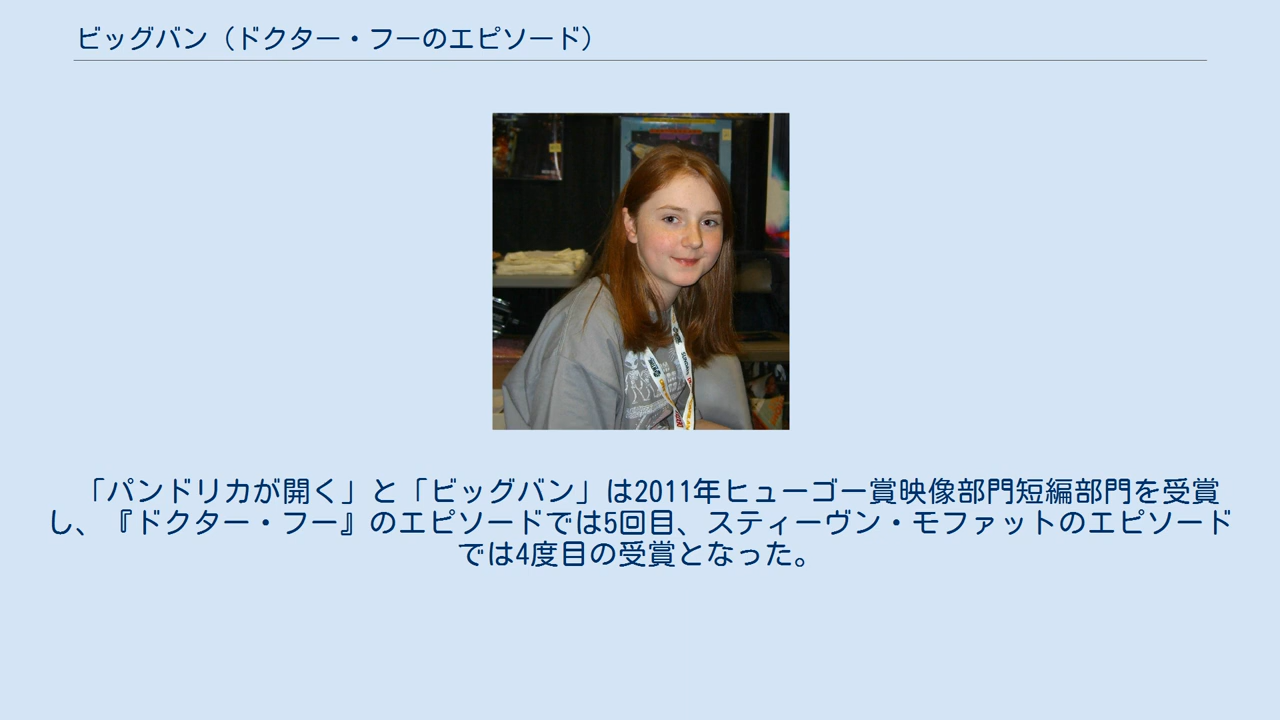 ビッグバン（ドクター・フーのエピソード）
「パンドリカが開く」と「ビッグバン」は2011年ヒューゴー賞映像部門短編部門を受賞
し、『ドクター・フー』のエピソードでは5回目、スティーヴン・モファットのエピソード
では4度目の受賞となった。